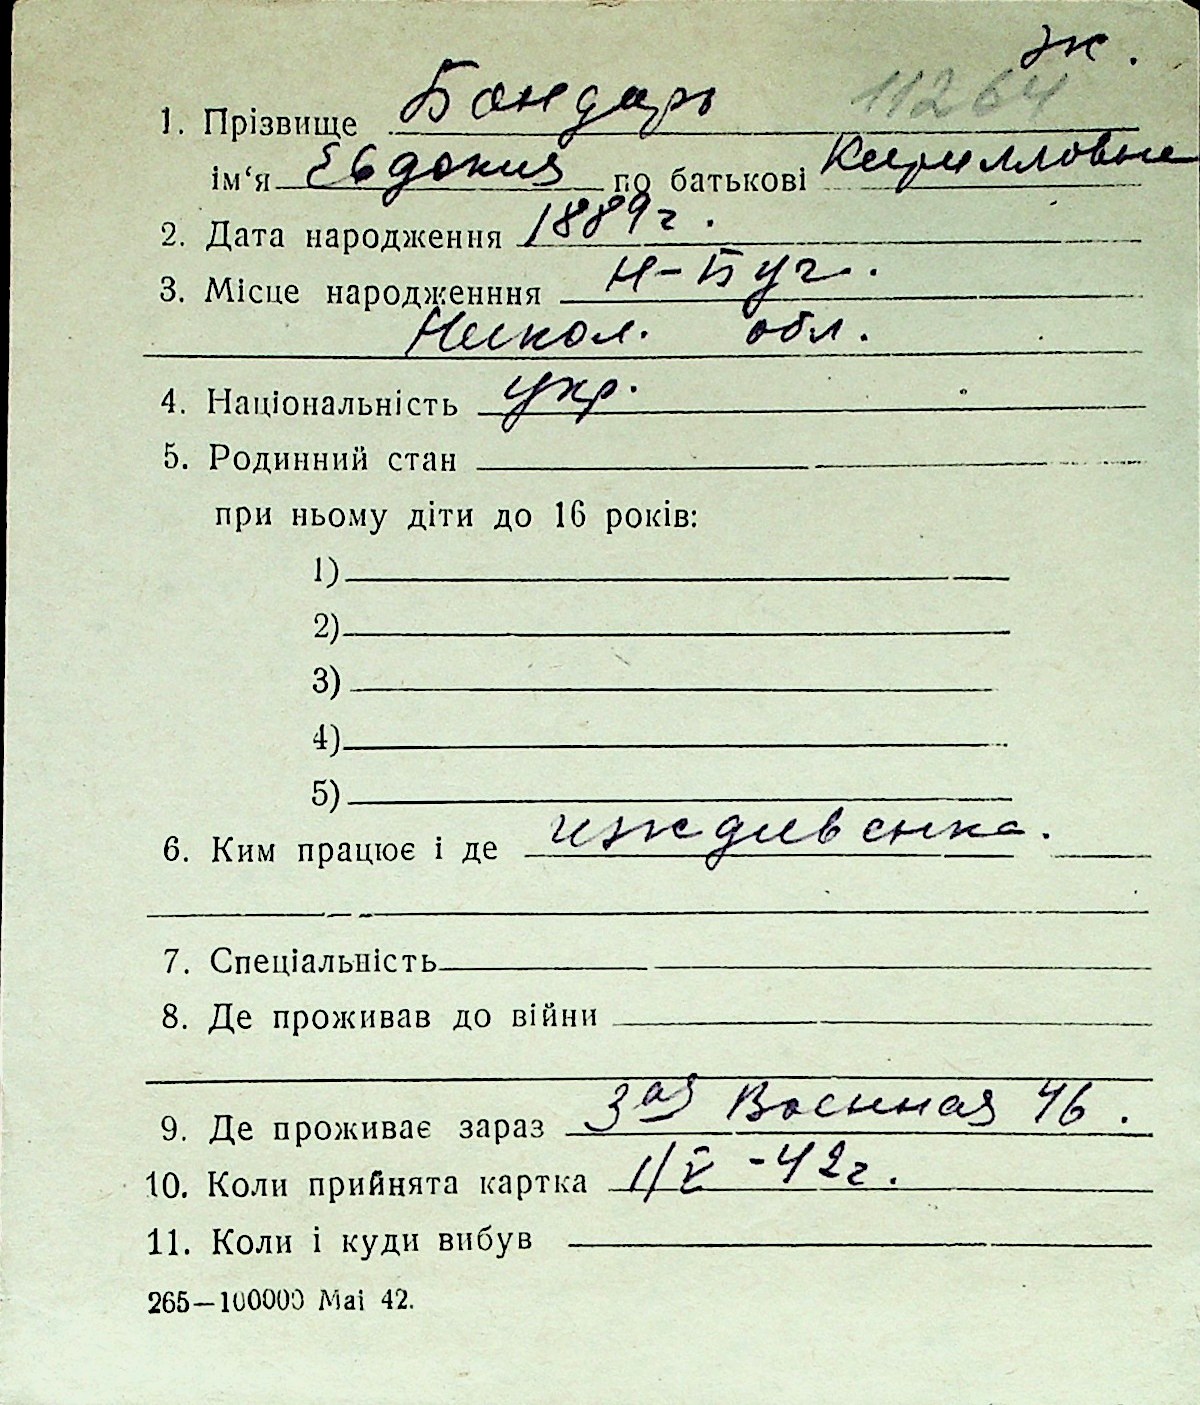 ж.
11264
1. Прізвище Бондарь
ім‘я Евдокия по батькові Кирилловна
2. Дата народження 1889г.
3. Місце народженння Н-Буг.
Никол. обл.
4. Національність укр.
5. Родинний стан
при ньому діти до 16 років:
1)
2)
3)
4)
5)
6. Ким працює і де иждивенка.
7. Спеціальність
8. Де проживав до війни
9. Де проживає зараз 3ая Военная 46.
10. Коли прийнята картка 1/V -42г.
11. Коли і куди вибув
265—100000 Mai 42.